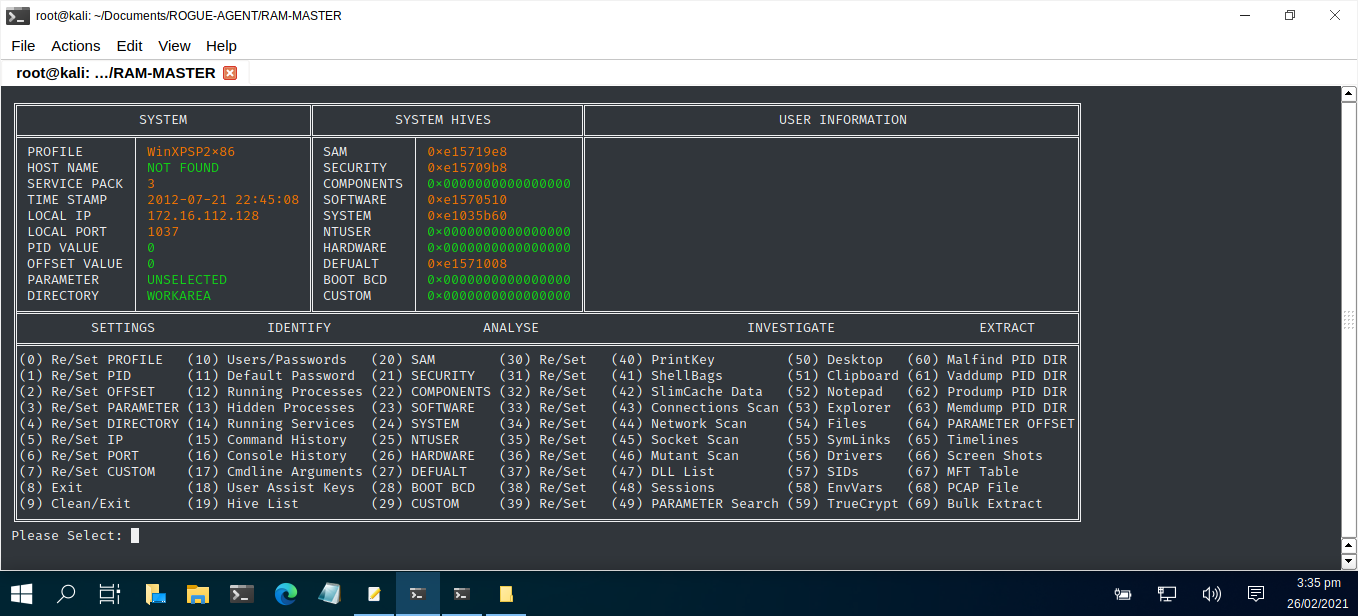 root@kali: ~/Documents/ROGUE-AGENT/RAM-MASTER
File Actions Edit View Help
root@kali: …/RAM-MASTER
SYSTEM SYSTEM HIVES USER INFORMATION
PROFILE WinXPSP2×86 SAM 0×e15719e8
HOST NAME NOT FOUND SECURITY 0×e15709b8
SERVICE PACK 3 COMPONENTS 0×0000000000000000
TIME STAMP 2012-07-21 22:45:08 SOFTWARE 0×e1570510
LOCAL IP 172.16.112.128 SYSTEM 0×e1035b60
LOCAL PORT 1037 NTUSER 0×0000000000000000
PID VALUE 0 HARDWARE 0×0000000000000000
OFFSET VALUE 0 DEFUALT 0×e1571008
PARAMETER UNSELECTED BOOT BCD 0×0000000000000000
DIRECTORY WORKAREA CUSTOM 0×0000000000000000
SETTINGS IDENTIFY ANALYSE INVESTIGATE EXTRACT
(0) Re/Set PROFILE (10) Users/Passwords (20) SAM (30) Re/Set (40) PrintKey (50) Desktop (60) Malfind PID DIR
(1) Re/Set PID (11) Default Password (21) SECURITY (31) Re/Set (41) ShellBags (51) Clipboard (61) Vaddump PID DIR
(2) Re/Set OFFSET (12) Running Processes (22) COMPONENTS (32) Re/Set (42) SlimCache Data (52) Notepad (62) Prodump PID DIR
(3) Re/Set PARAMETER (13) Hidden Processes (23) SOFTWARE (33) Re/Set (43) Connections Scan (53) Explorer (63) Memdump PID DIR
(4) Re/Set DIRECTORY (14) Running Services (24) SYSTEM (34) Re/Set (44) Network Scan (54) Files (64) PARAMETER OFFSET
(5) Re/Set IP (15) Command History (25) NTUSER (35) Re/Set (45) Socket Scan (55) SymLinks (65) Timelines
(6) Re/Set PORT (16) Console History (26) HARDWARE (36) Re/Set (46) Mutant Scan (56) Drivers (66) Screen Shots
(7) Re/Set CUSTOM (17) Cmdline Arguments (27) DEFUALT (37) Re/Set (47) DLL List (57) SIDs (67) MFT Table
(8) Exit (18) User Assist Keys (28) BOOT BCD (38) Re/Set (48) Sessions (58) EnvVars (68) PCAP File
(9) Clean/Exit (19) Hive List (29) CUSTOM (39) Re/Set (49) PARAMETER Search (59) TrueCrypt (69) Bulk Extract
Please Select:
3:35 pm
26/02/2021